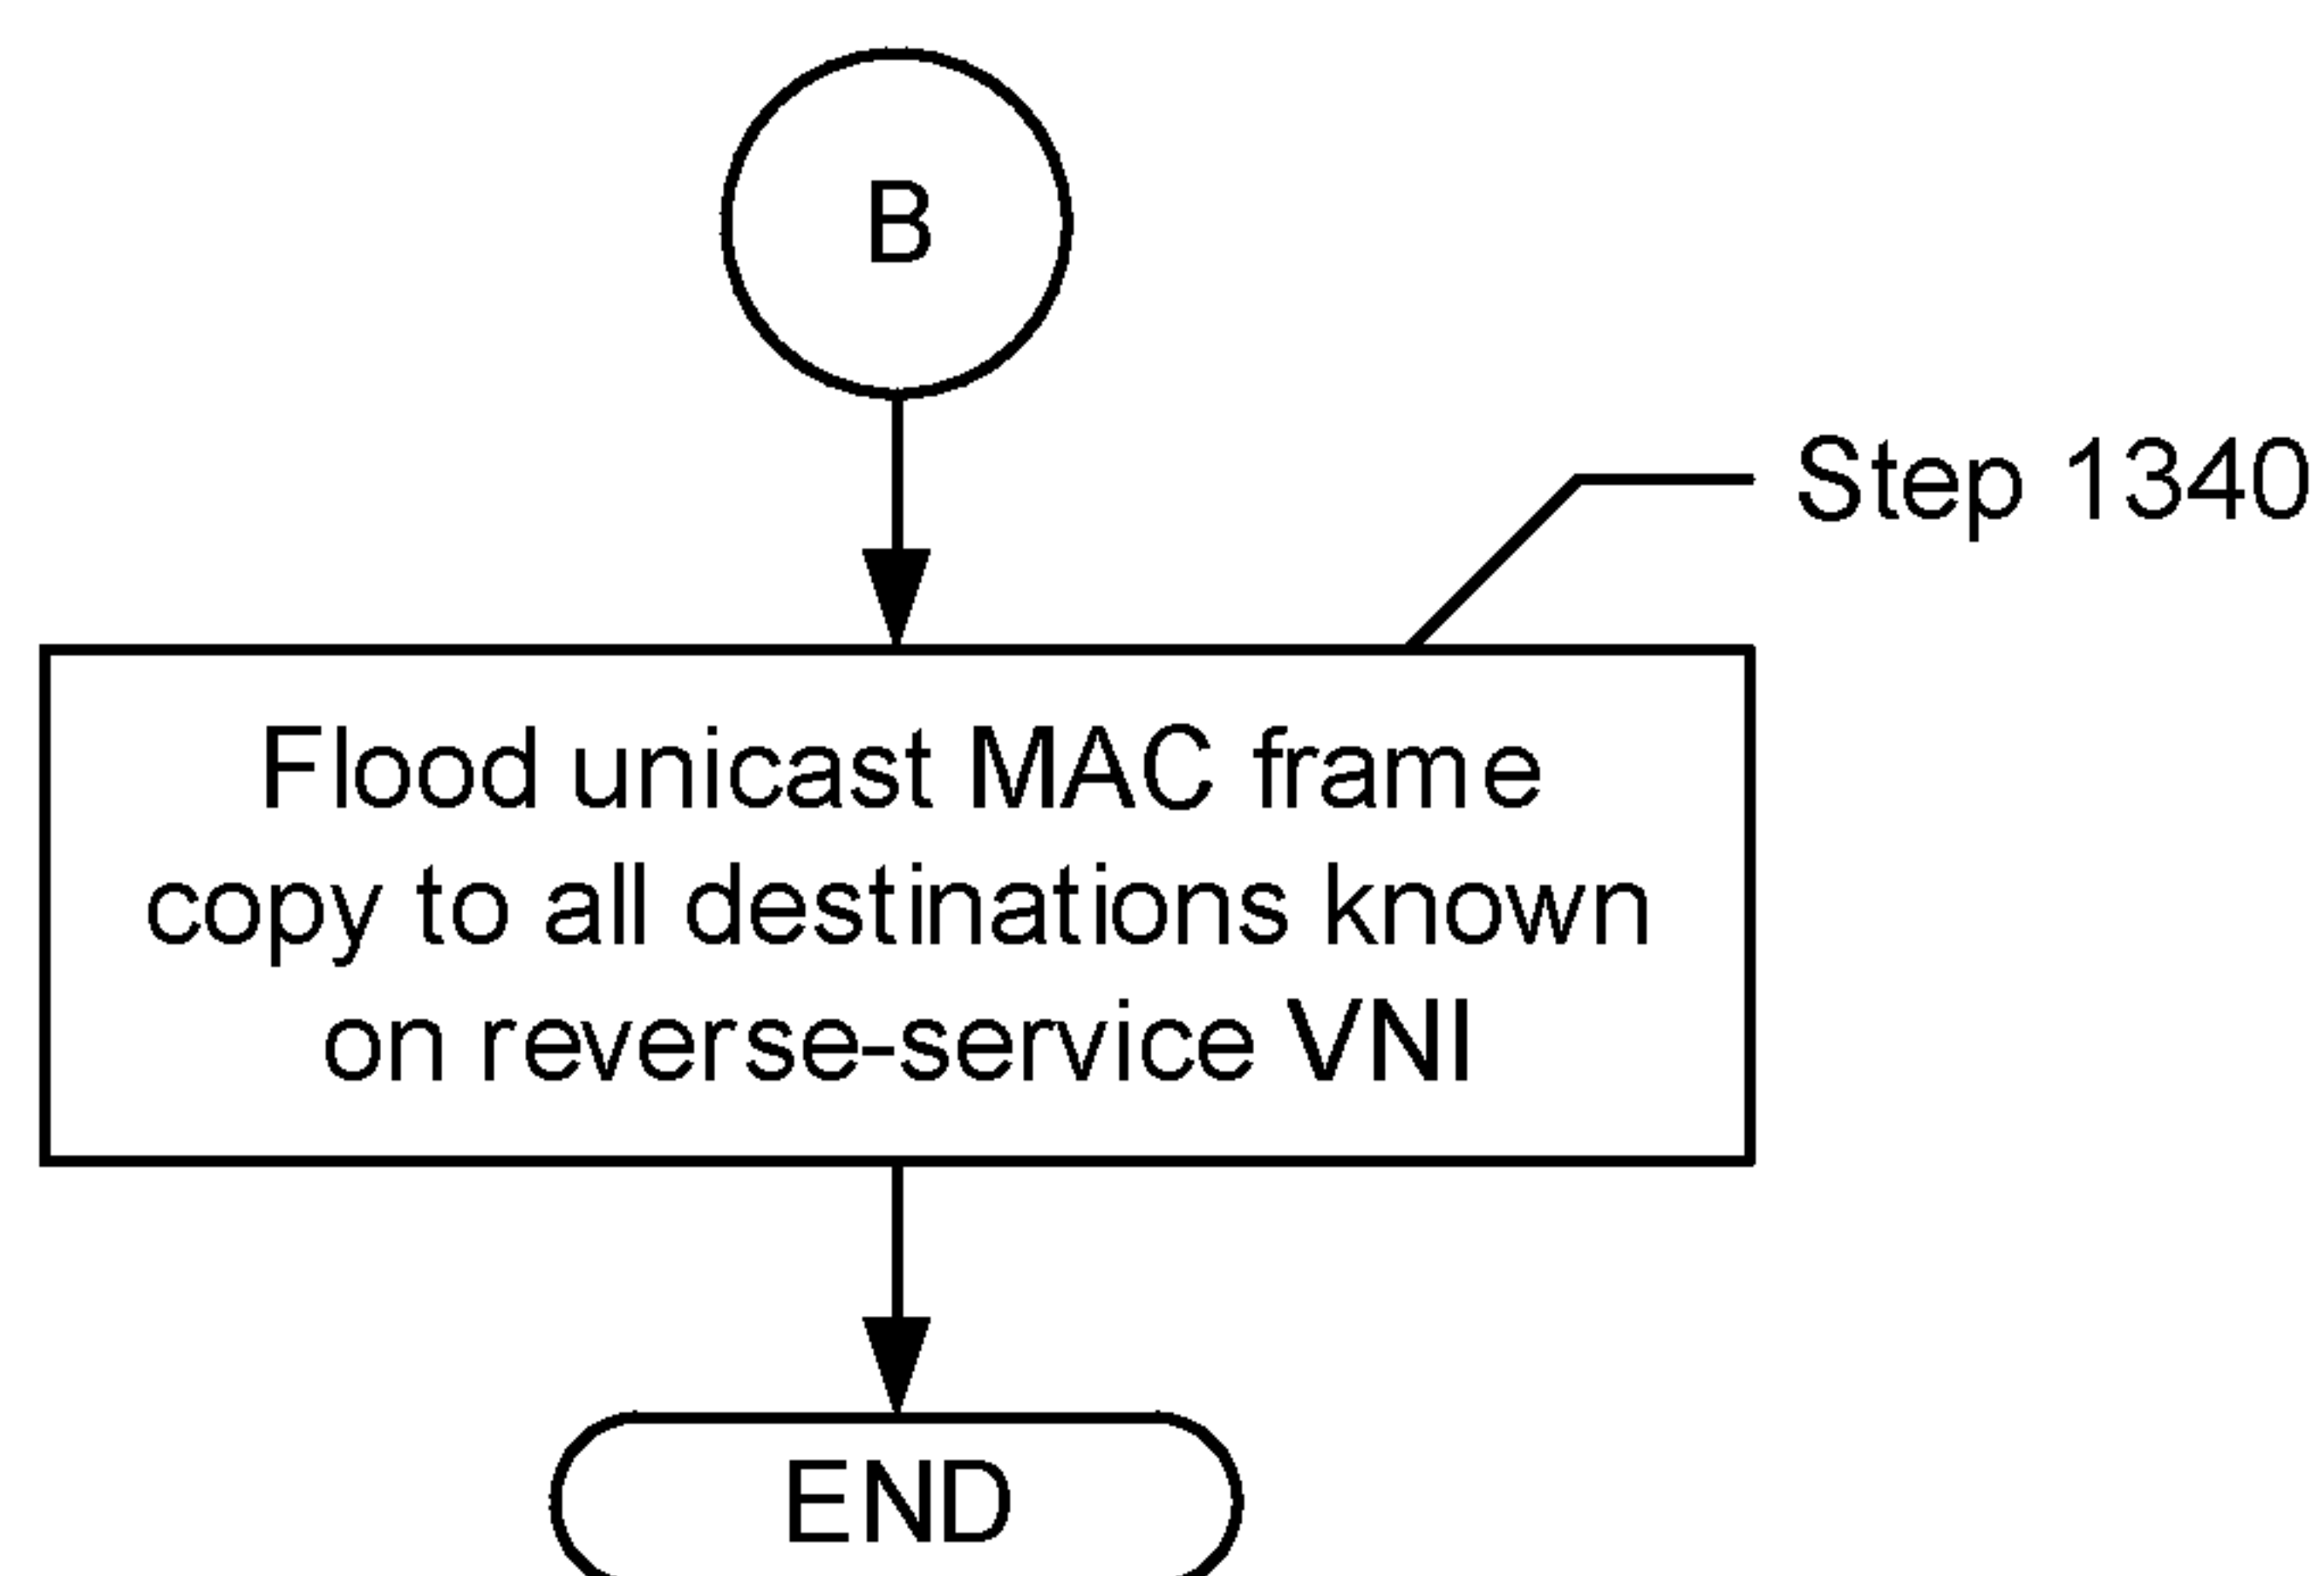 B
Step 1340
Flood unicast MAC frame
copy to all destinations known
on reverse-service VNI
END